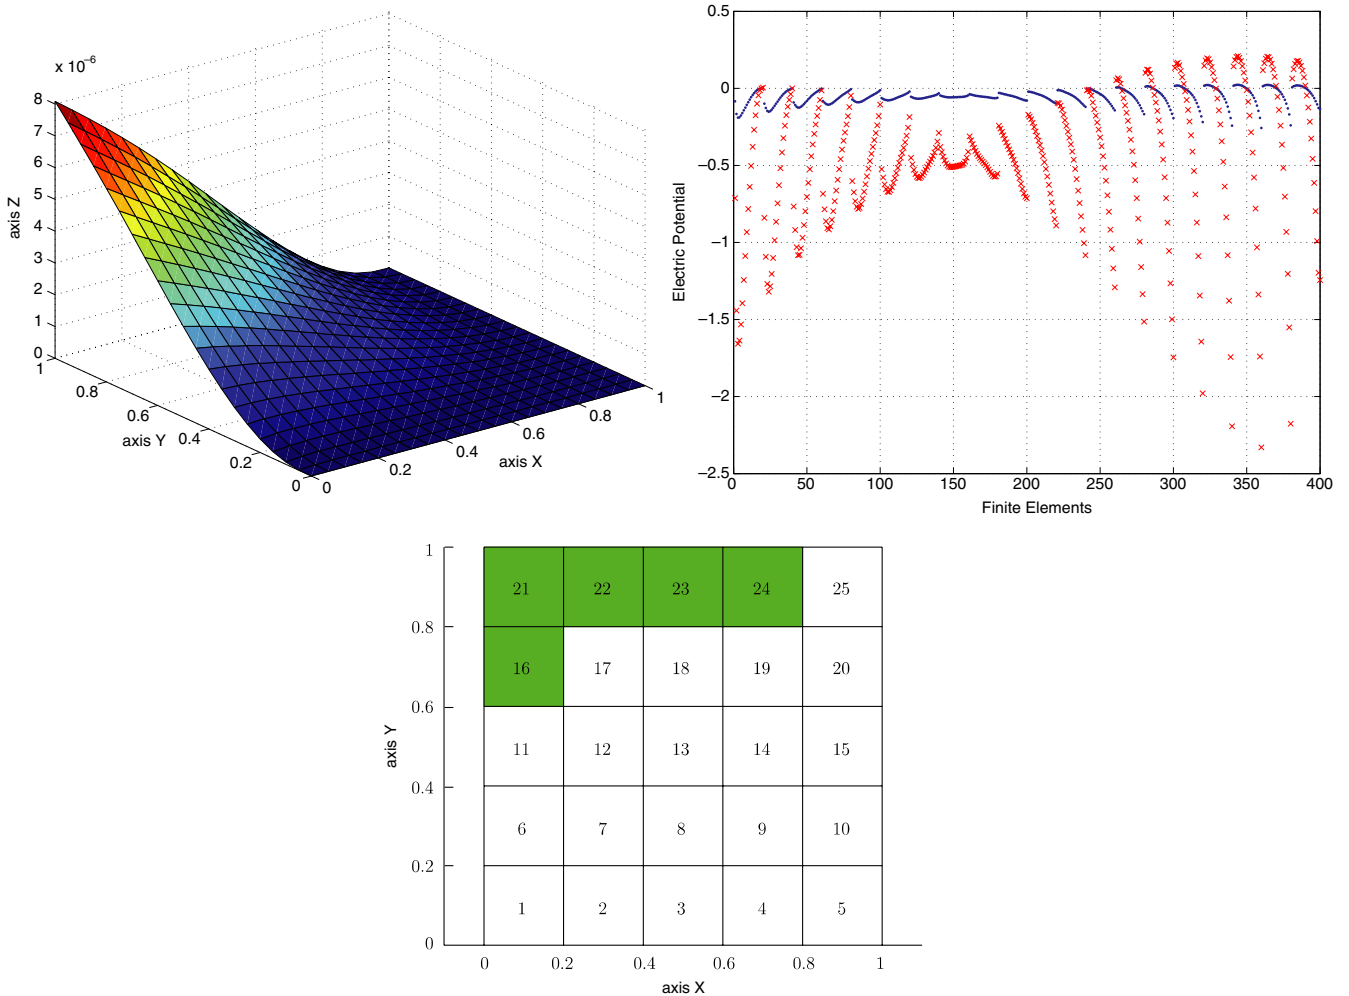 x 10⁻⁶
8
7
6
5
4
3
2
1
0
axis Z
1
0.8
0.6
0.4
0.2
0
axis Y
0
0.2
0.4
0.6
0.8
1
axis X
0.5
0
−0.5
−1
−1.5
−2
−2.5
Electric Potential
0 50 100 150 200 250 300 350 400
Finite Elements
1
0.8
0.6
0.4
0.2
0
axis Y
21 22 23 24 25
16 17 18 19 20
11 12 13 14 15
6 7 8 9 10
1 2 3 4 5
0 0.2 0.4 0.6 0.8 1
axis X